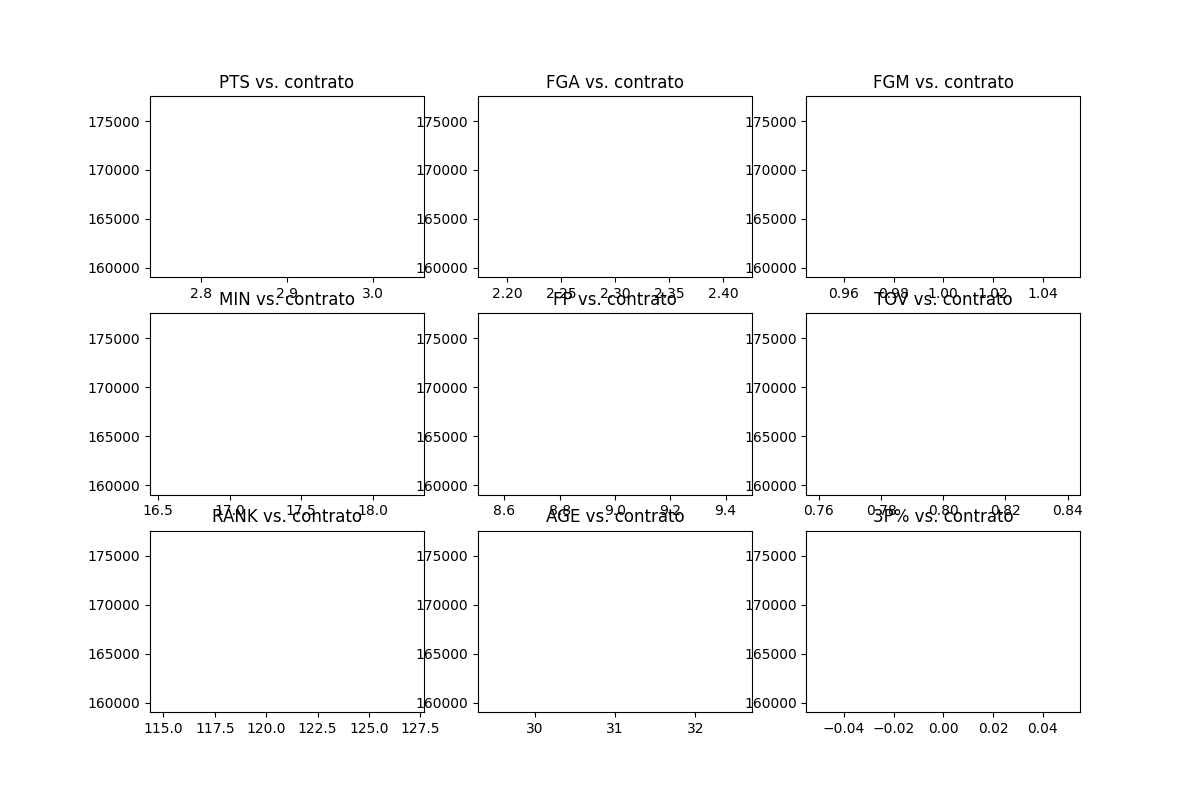 PTS vs. contrato
FGA vs. contrato
FGM vs. contrato
175000
170000
165000
160000
2.8 2.9 3.0
175000
170000
165000
160000
2.20 2.25 2.30 2.35 2.40
175000
170000
165000
160000
0.96 0.98 1.00 1.02 1.04
MIN vs. contrato
FP vs. contrato
TOV vs. contrato
175000
170000
165000
160000
16.5 17.0 17.5 18.0
175000
170000
165000
160000
8.6 8.8 9.0 9.2 9.4
175000
170000
165000
160000
0.76 0.78 0.80 0.82 0.84
RANK vs. contrato
AGE vs. contrato
3P% vs. contrato
175000
170000
165000
160000
115.0 117.5 120.0 122.5 125.0 127.5
175000
170000
165000
160000
30 31 32
175000
170000
165000
160000
−0.04 −0.02 0.00 0.02 0.04